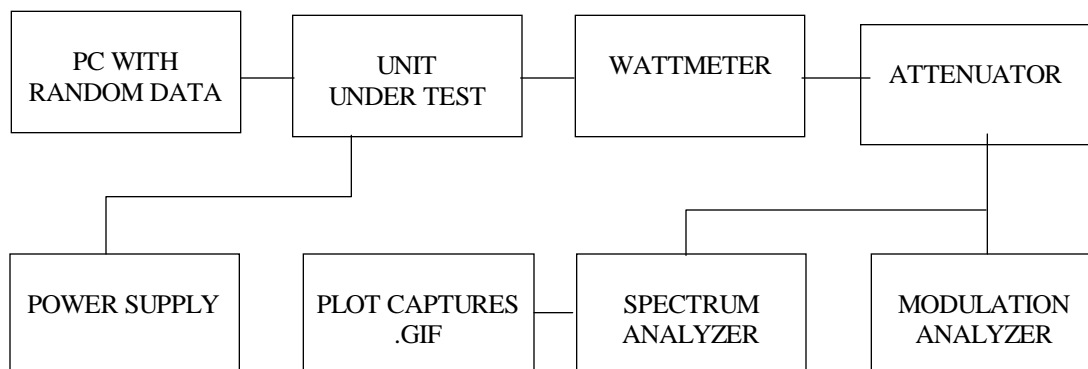 PC WITH
RANDOM DATA
UNIT
UNDER TEST
WATTMETER
ATTENUATOR
POWER SUPPLY
PLOT CAPTURES
.GIF
SPECTRUM
ANALYZER
MODULATION
ANALYZER